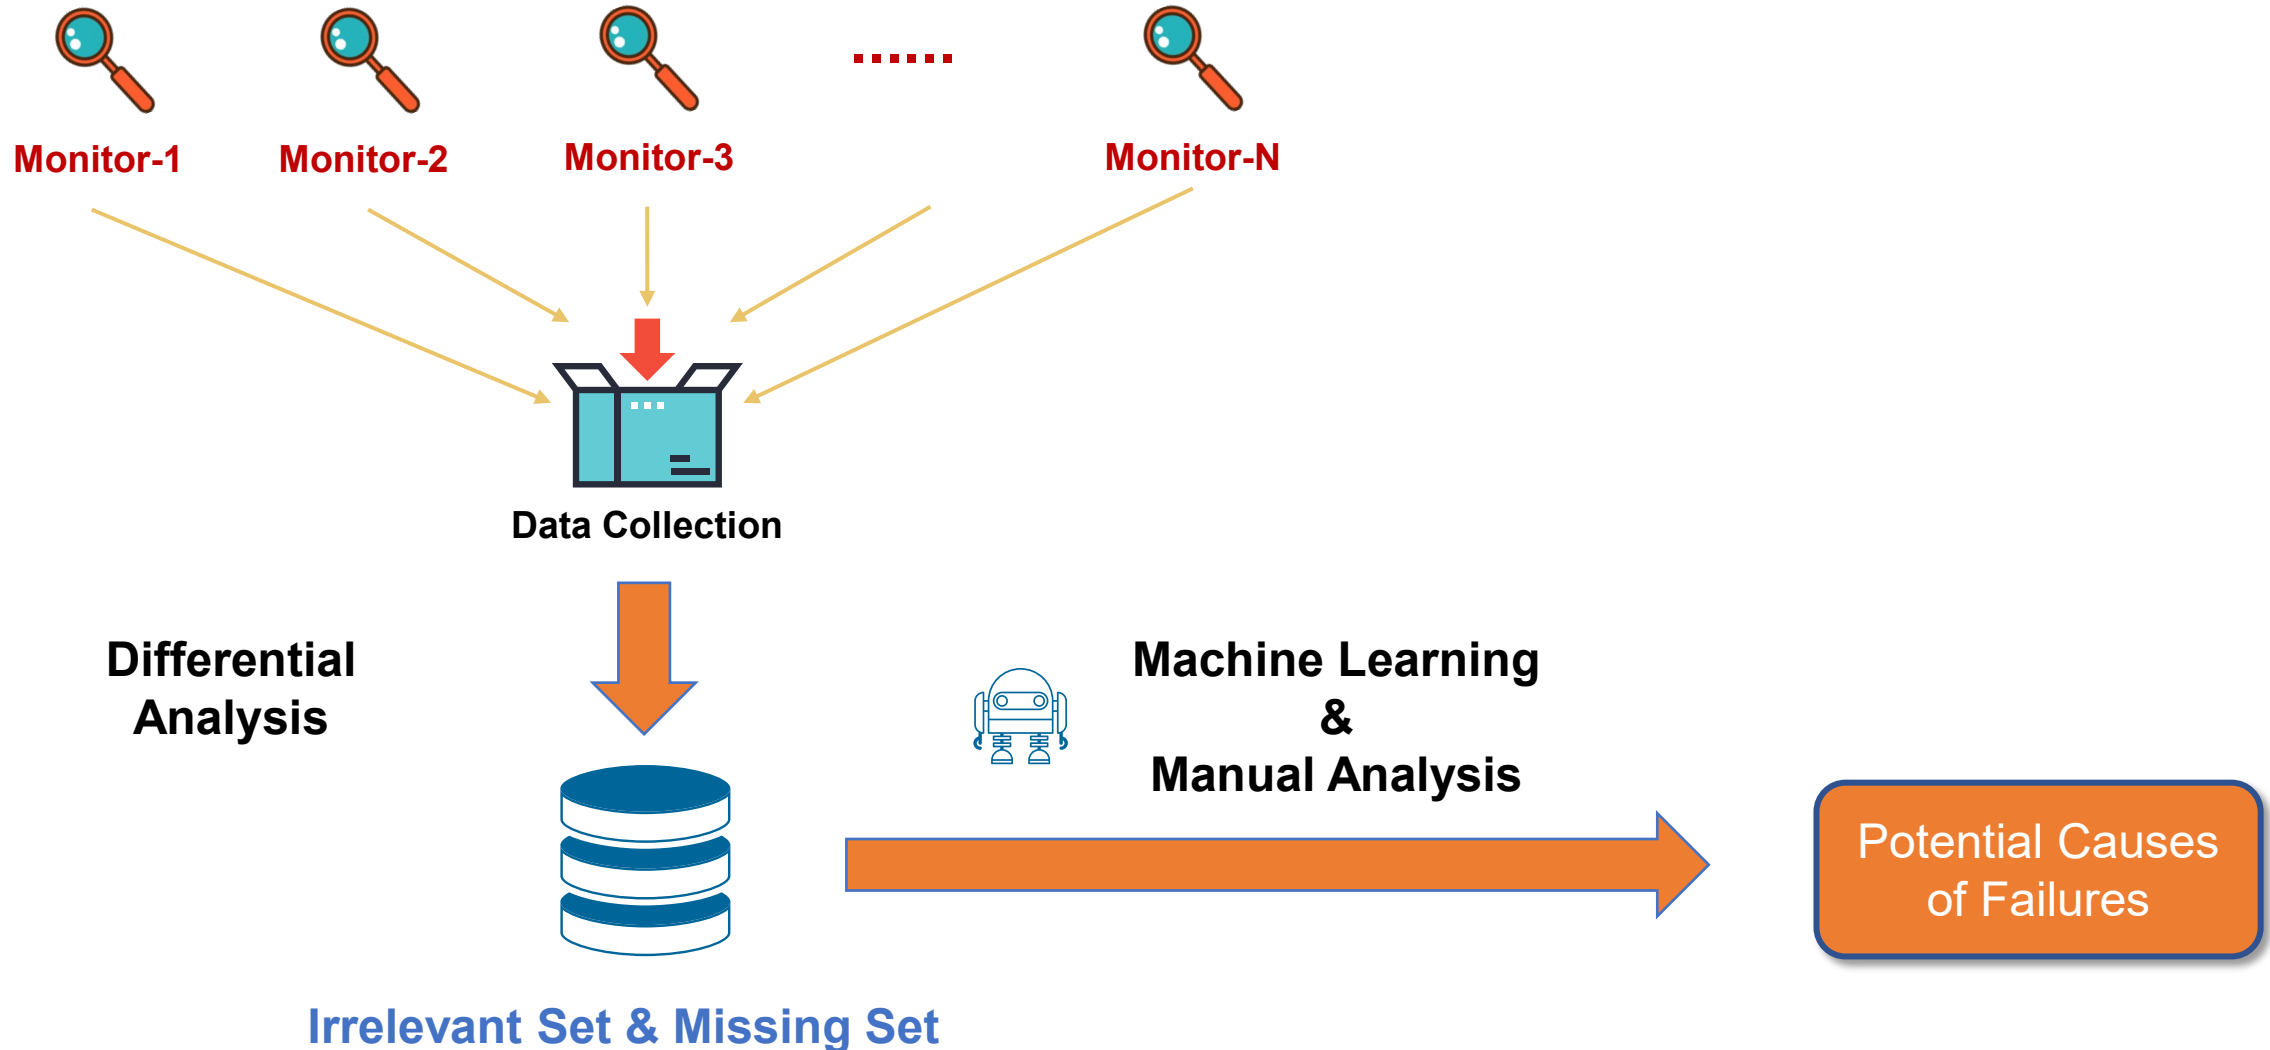 Monitor-1
Monitor-2
Monitor-3
Monitor-N
Data Collection
Differential
Analysis
Machine Learning
&
Manual Analysis
Potential Causes
of Failures
Irrelevant Set & Missing Set